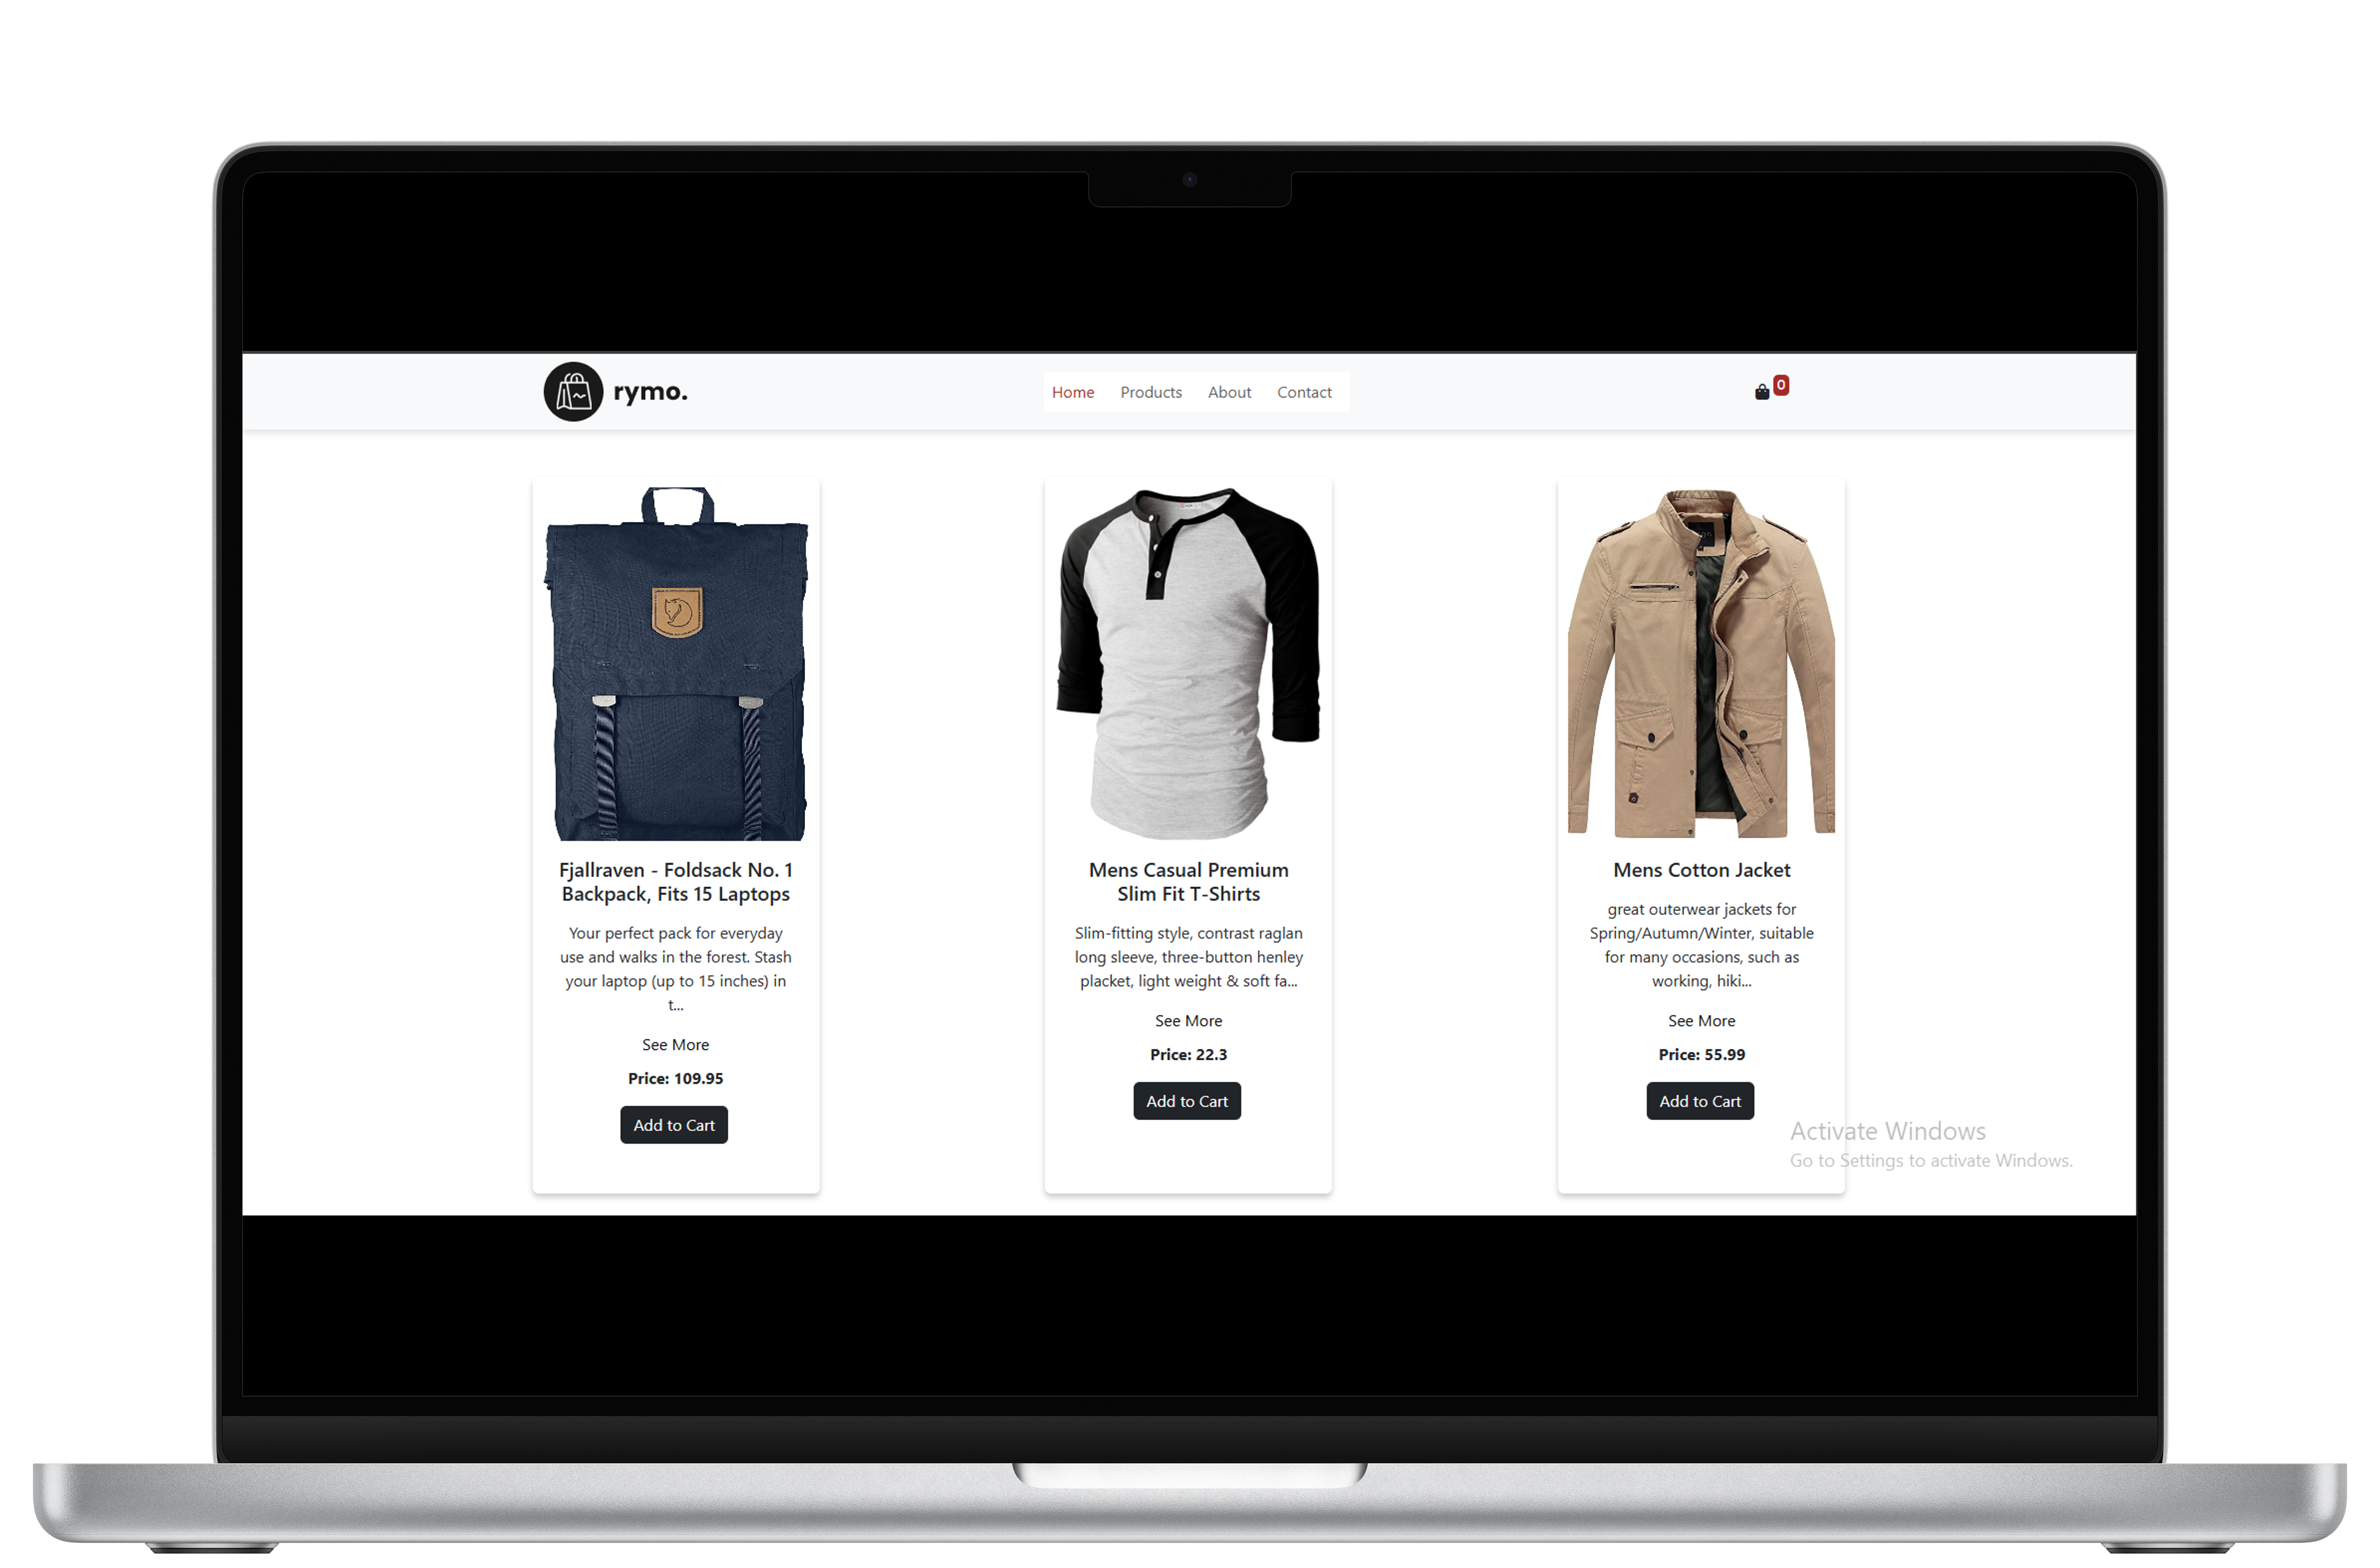 rymo.
Home Products About Contact
0
Fjallraven - Foldsack No. 1
Backpack, Fits 15 Laptops
Your perfect pack for everyday
use and walks in the forest. Stash
your laptop (up to 15 inches) in
t...
See More
Price: 109.95
Add to Cart
Mens Casual Premium
Slim Fit T-Shirts
Slim-fitting style, contrast raglan
long sleeve, three-button henley
placket, light weight & soft fa...
See More
Price: 22.3
Add to Cart
Mens Cotton Jacket
great outerwear jackets for
Spring/Autumn/Winter, suitable
for many occasions, such as
working, hiki...
See More
Price: 55.99
Add to Cart
Activate Windows
Go to Settings to activate Windows.